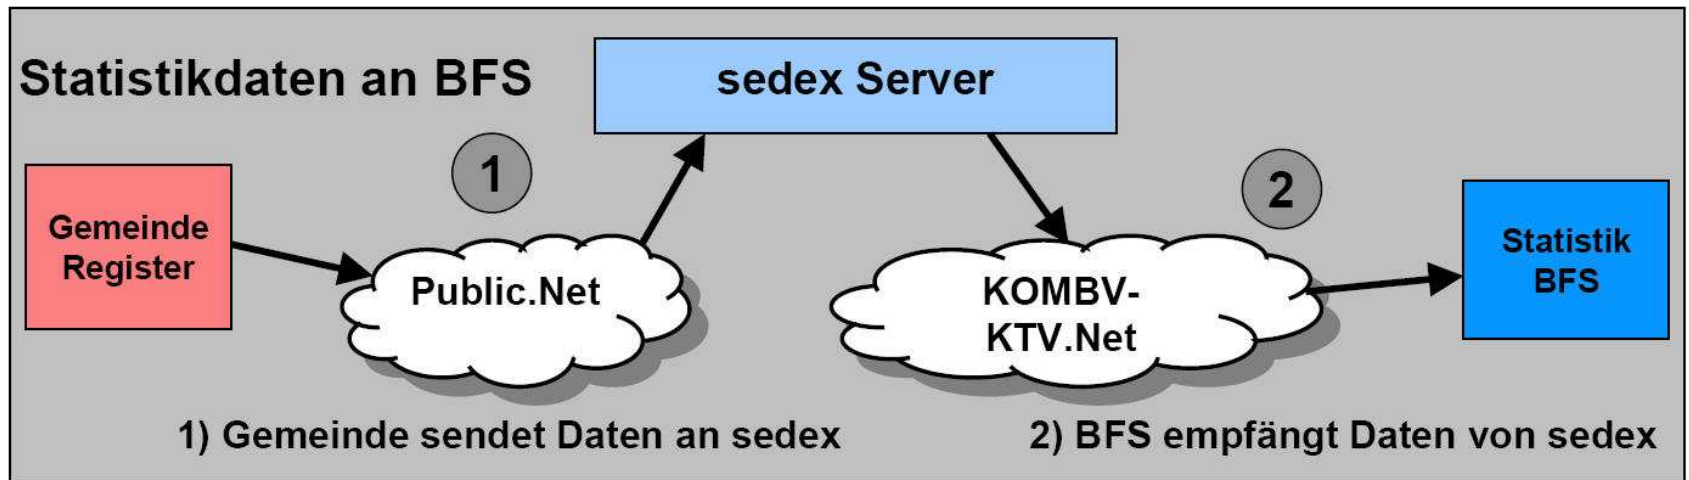 Statistikdaten an BFS
sedex Server
1
2
Gemeinde
Register
Public.Net
KOMBV-
KTV.Net
Statistik
BFS
1) Gemeinde sendet Daten an sedex
2) BFS empfängt Daten von sedex